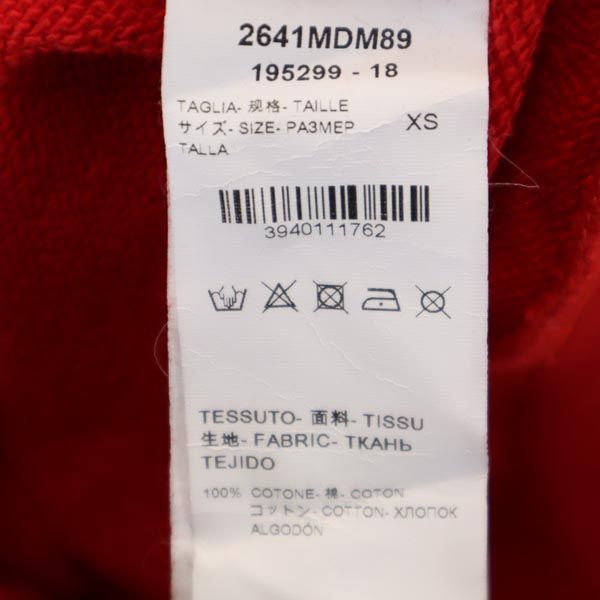 2641MDM89
195299 - 18
TAGLIA- 规格- TAILLE
サイズ- SIZE- РАЗМЕР XS
TALLA
3940111762
TESSUTO- 面料- TISSU
生地- FABRIC- ТКАНЬ
TEJIDO
100% COTONE- 棉- COTON
コットン- COTTON- ХЛОПОК
ALGODÓN